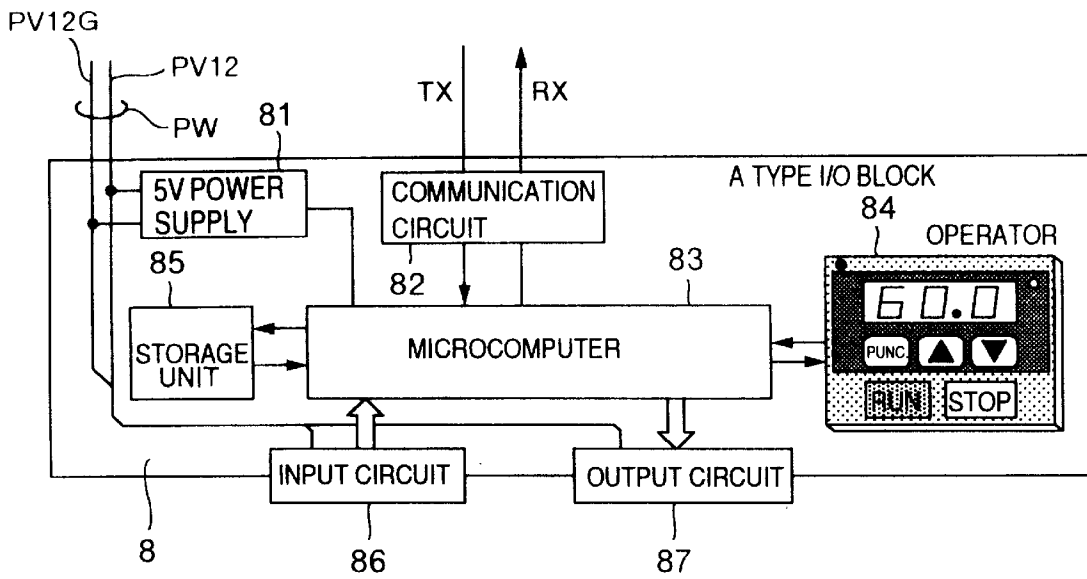 PV12G
PV12
PW
TX
RX
81
5V POWER
SUPPLY
COMMUNICATION
CIRCUIT
82
A TYPE I/O BLOCK
84
OPERATOR
85
83
60.0
STORAGE
UNIT
MICROCOMPUTER
PUNC.
RUN
STOP
INPUT CIRCUIT
OUTPUT CIRCUIT
8
86
87